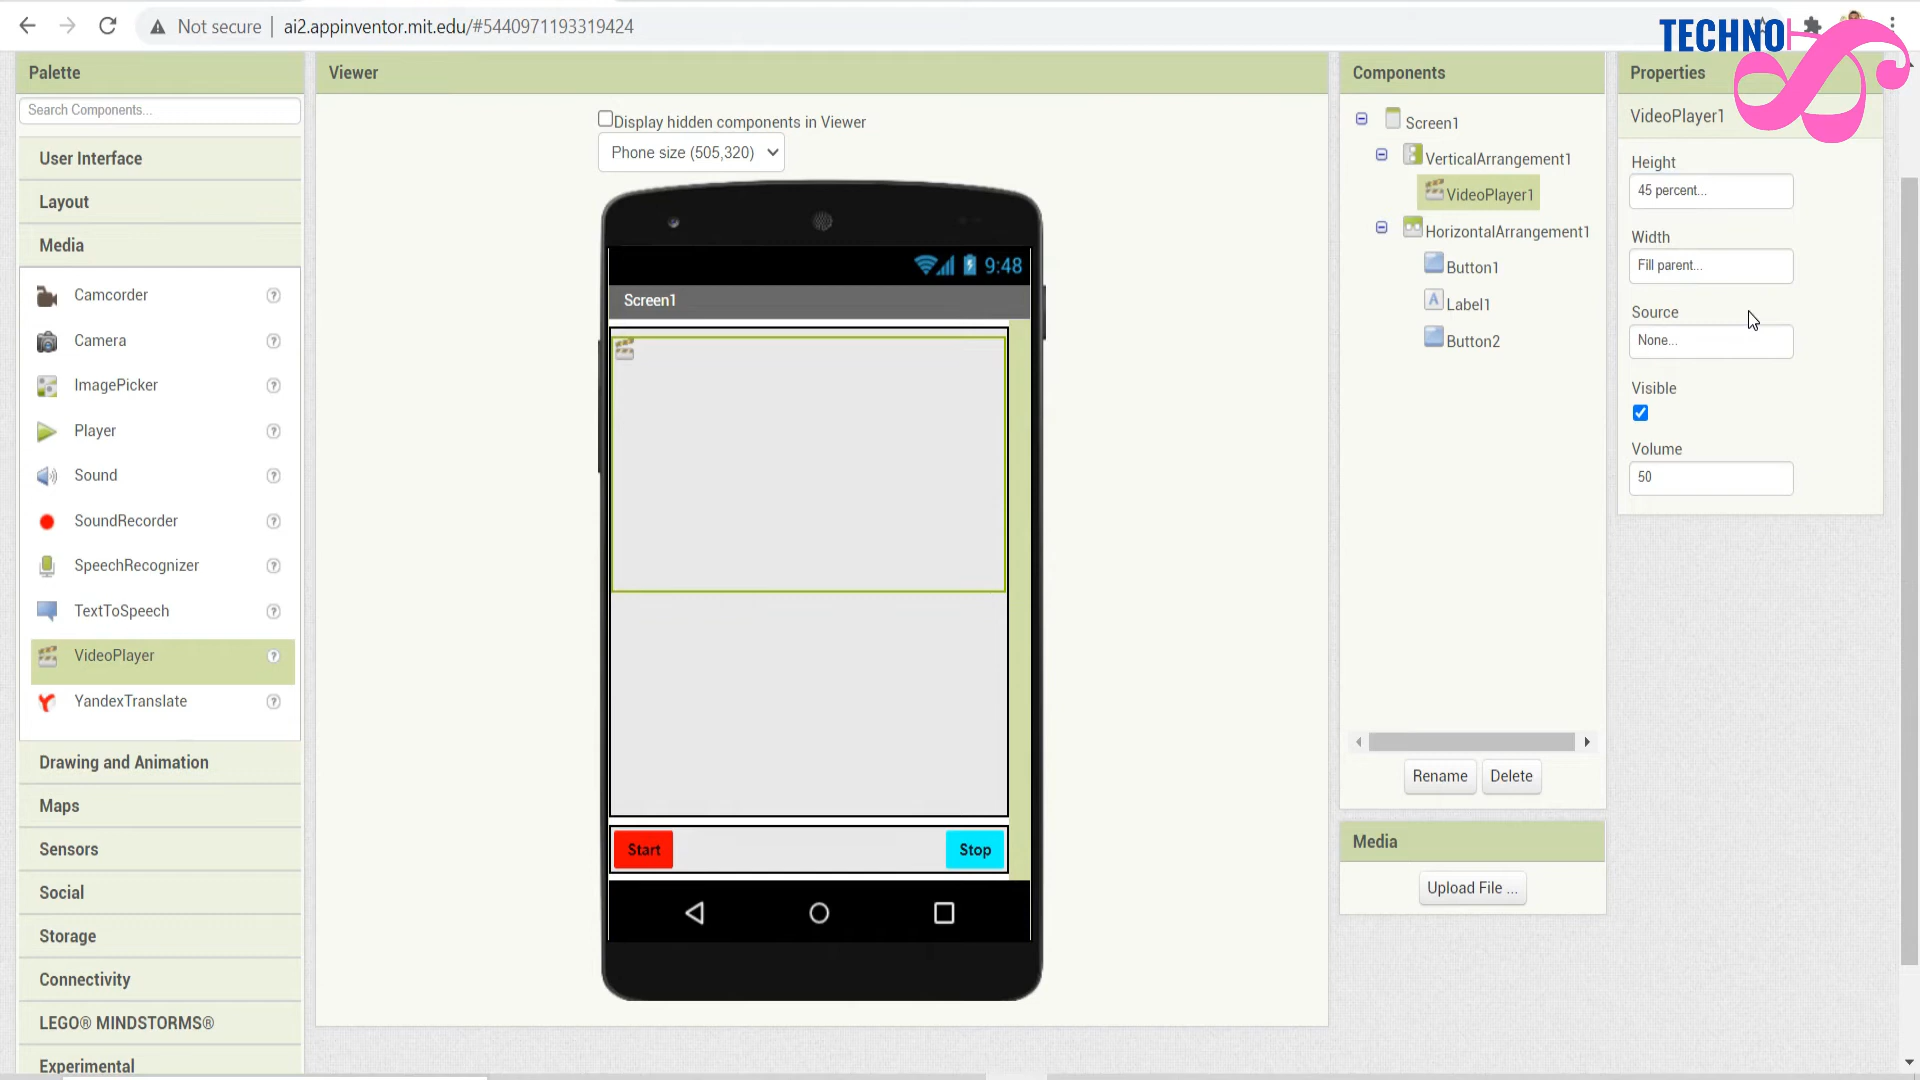 Not secure
ai2.appinventor.mit.edu/#5440971193319424
TECHNO
Palette
Search Components...
User Interface
Layout
Media
Camcorder
Camera
ImagePicker
Player
Sound
SoundRecorder
SpeechRecognizer
TextToSpeech
VideoPlayer
YandexTranslate
Drawing and Animation
Maps
Sensors
Social
Storage
Connectivity
LEGO® MINDSTORMS®
Experimental
Viewer
Display hidden components in Viewer
Phone size (505,320)
9:48
Screen1
Start
Stop
Components
Screen1
VerticalArrangement1
VideoPlayer1
HorizontalArrangement1
Button1
Label1
Button2
Rename
Delete
Media
Upload File ...
Properties
VideoPlayer1
Height
45 percent...
Width
Fill parent...
Source
None...
Visible
Volume
50